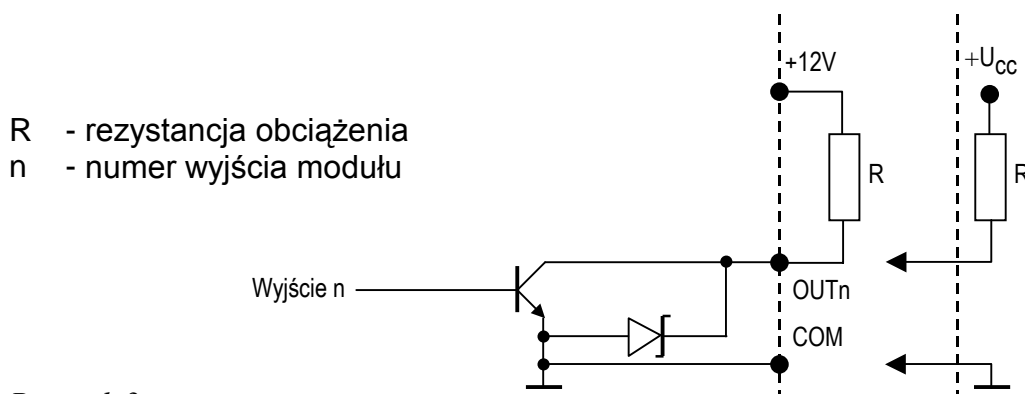 +12V
+UCC
R - rezystancja obciążenia
n - numer wyjścia modułu
R
R
Wyjście n
OUTn
COM